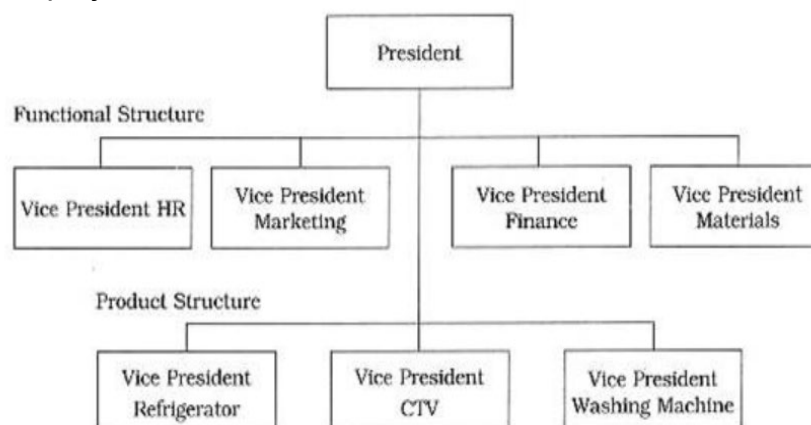 President
Functional Structure
Vice President HR
Vice President
Marketing
Vice President
Finance
Vice President
Materials
Product Structure
Vice President
Refrigerator
Vice President
CTV
Vice President
Washing Machine